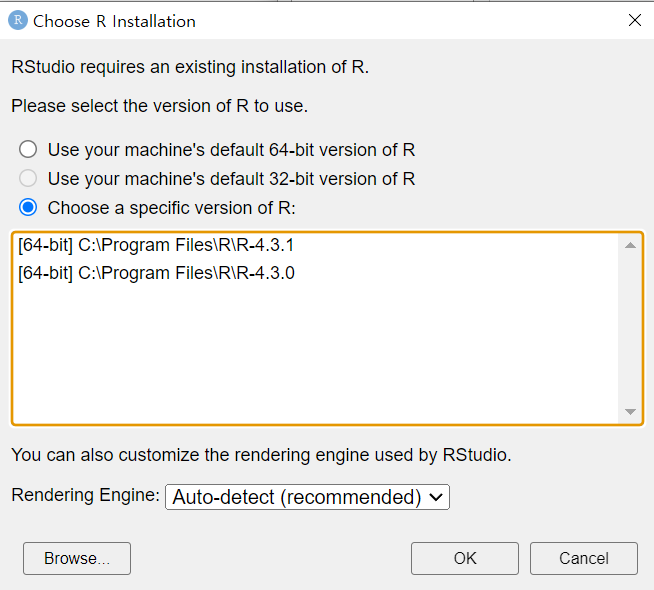 R Choose R Installation
RStudio requires an existing installation of R.
Please select the version of R to use.
Use your machine's default 64-bit version of R
Use your machine's default 32-bit version of R
Choose a specific version of R:
[64-bit] C:\Program Files\R\R-4.3.1
[64-bit] C:\Program Files\R\R-4.3.0
You can also customize the rendering engine used by RStudio.
Rendering Engine: Auto-detect (recommended)
Browse... OK Cancel